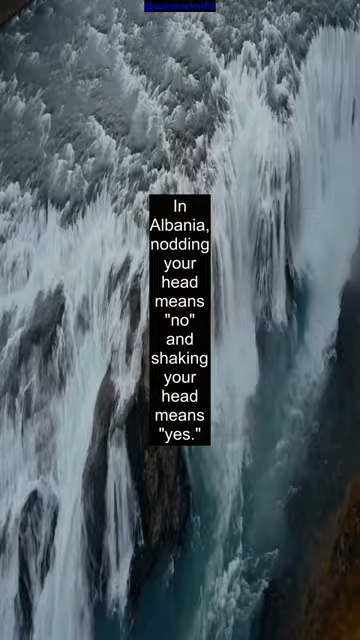 In
Albania,
nodding
your
head
means
"no"
and
shaking
your
head
means
"yes."